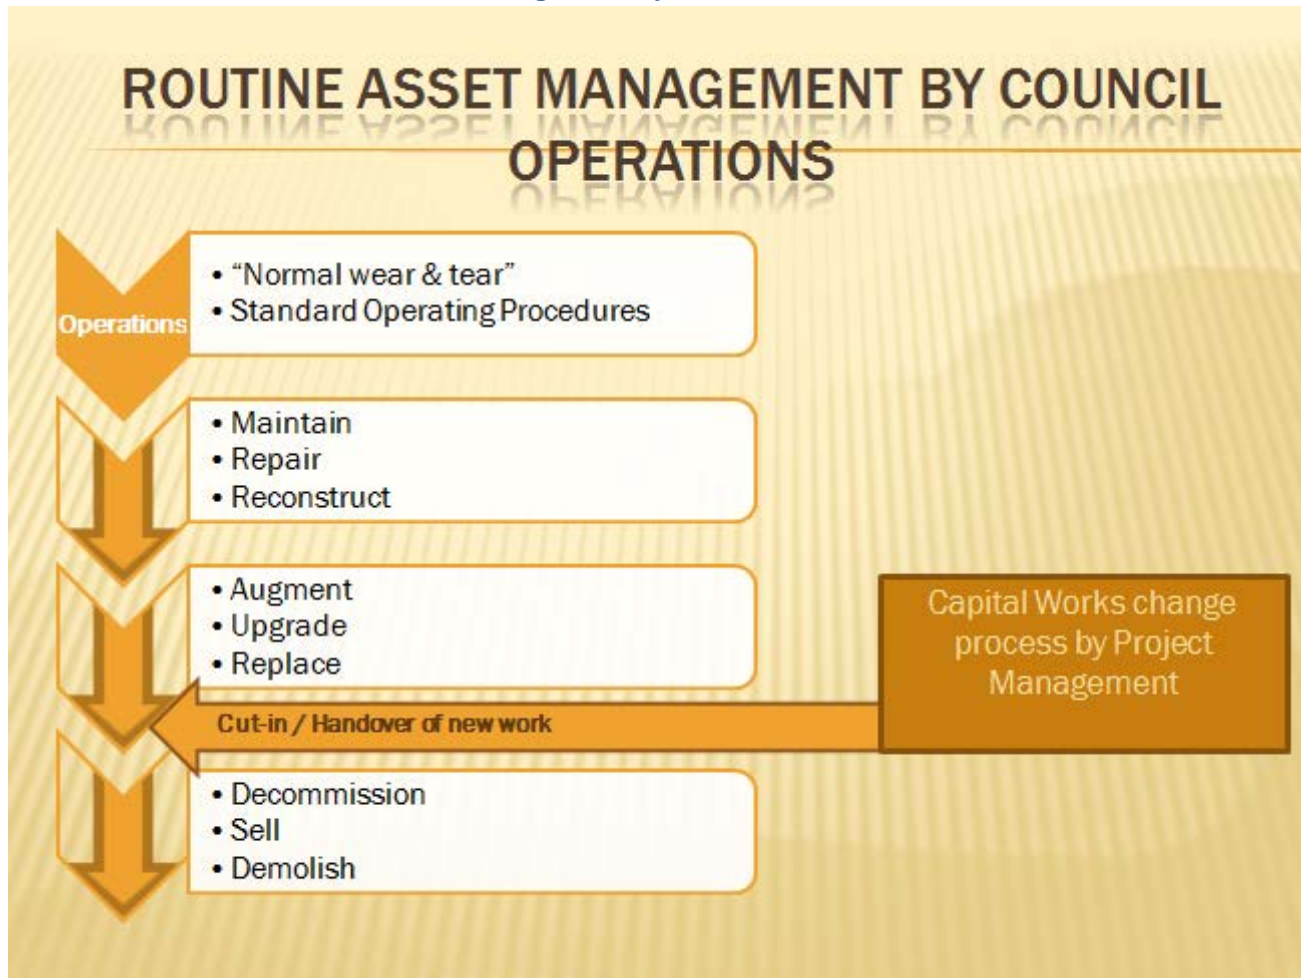 ROUTINE ASSET MANAGEMENT BY COUNCIL
OPERATIONS
Operations
• “Normal wear & tear”
• Standard Operating Procedures
• Maintain
• Repair
• Reconstruct
• Augment
• Upgrade
• Replace
Capital Works change
process by Project
Management
Cut-in / Handover of new work
• Decommission
• Sell
• Demolish